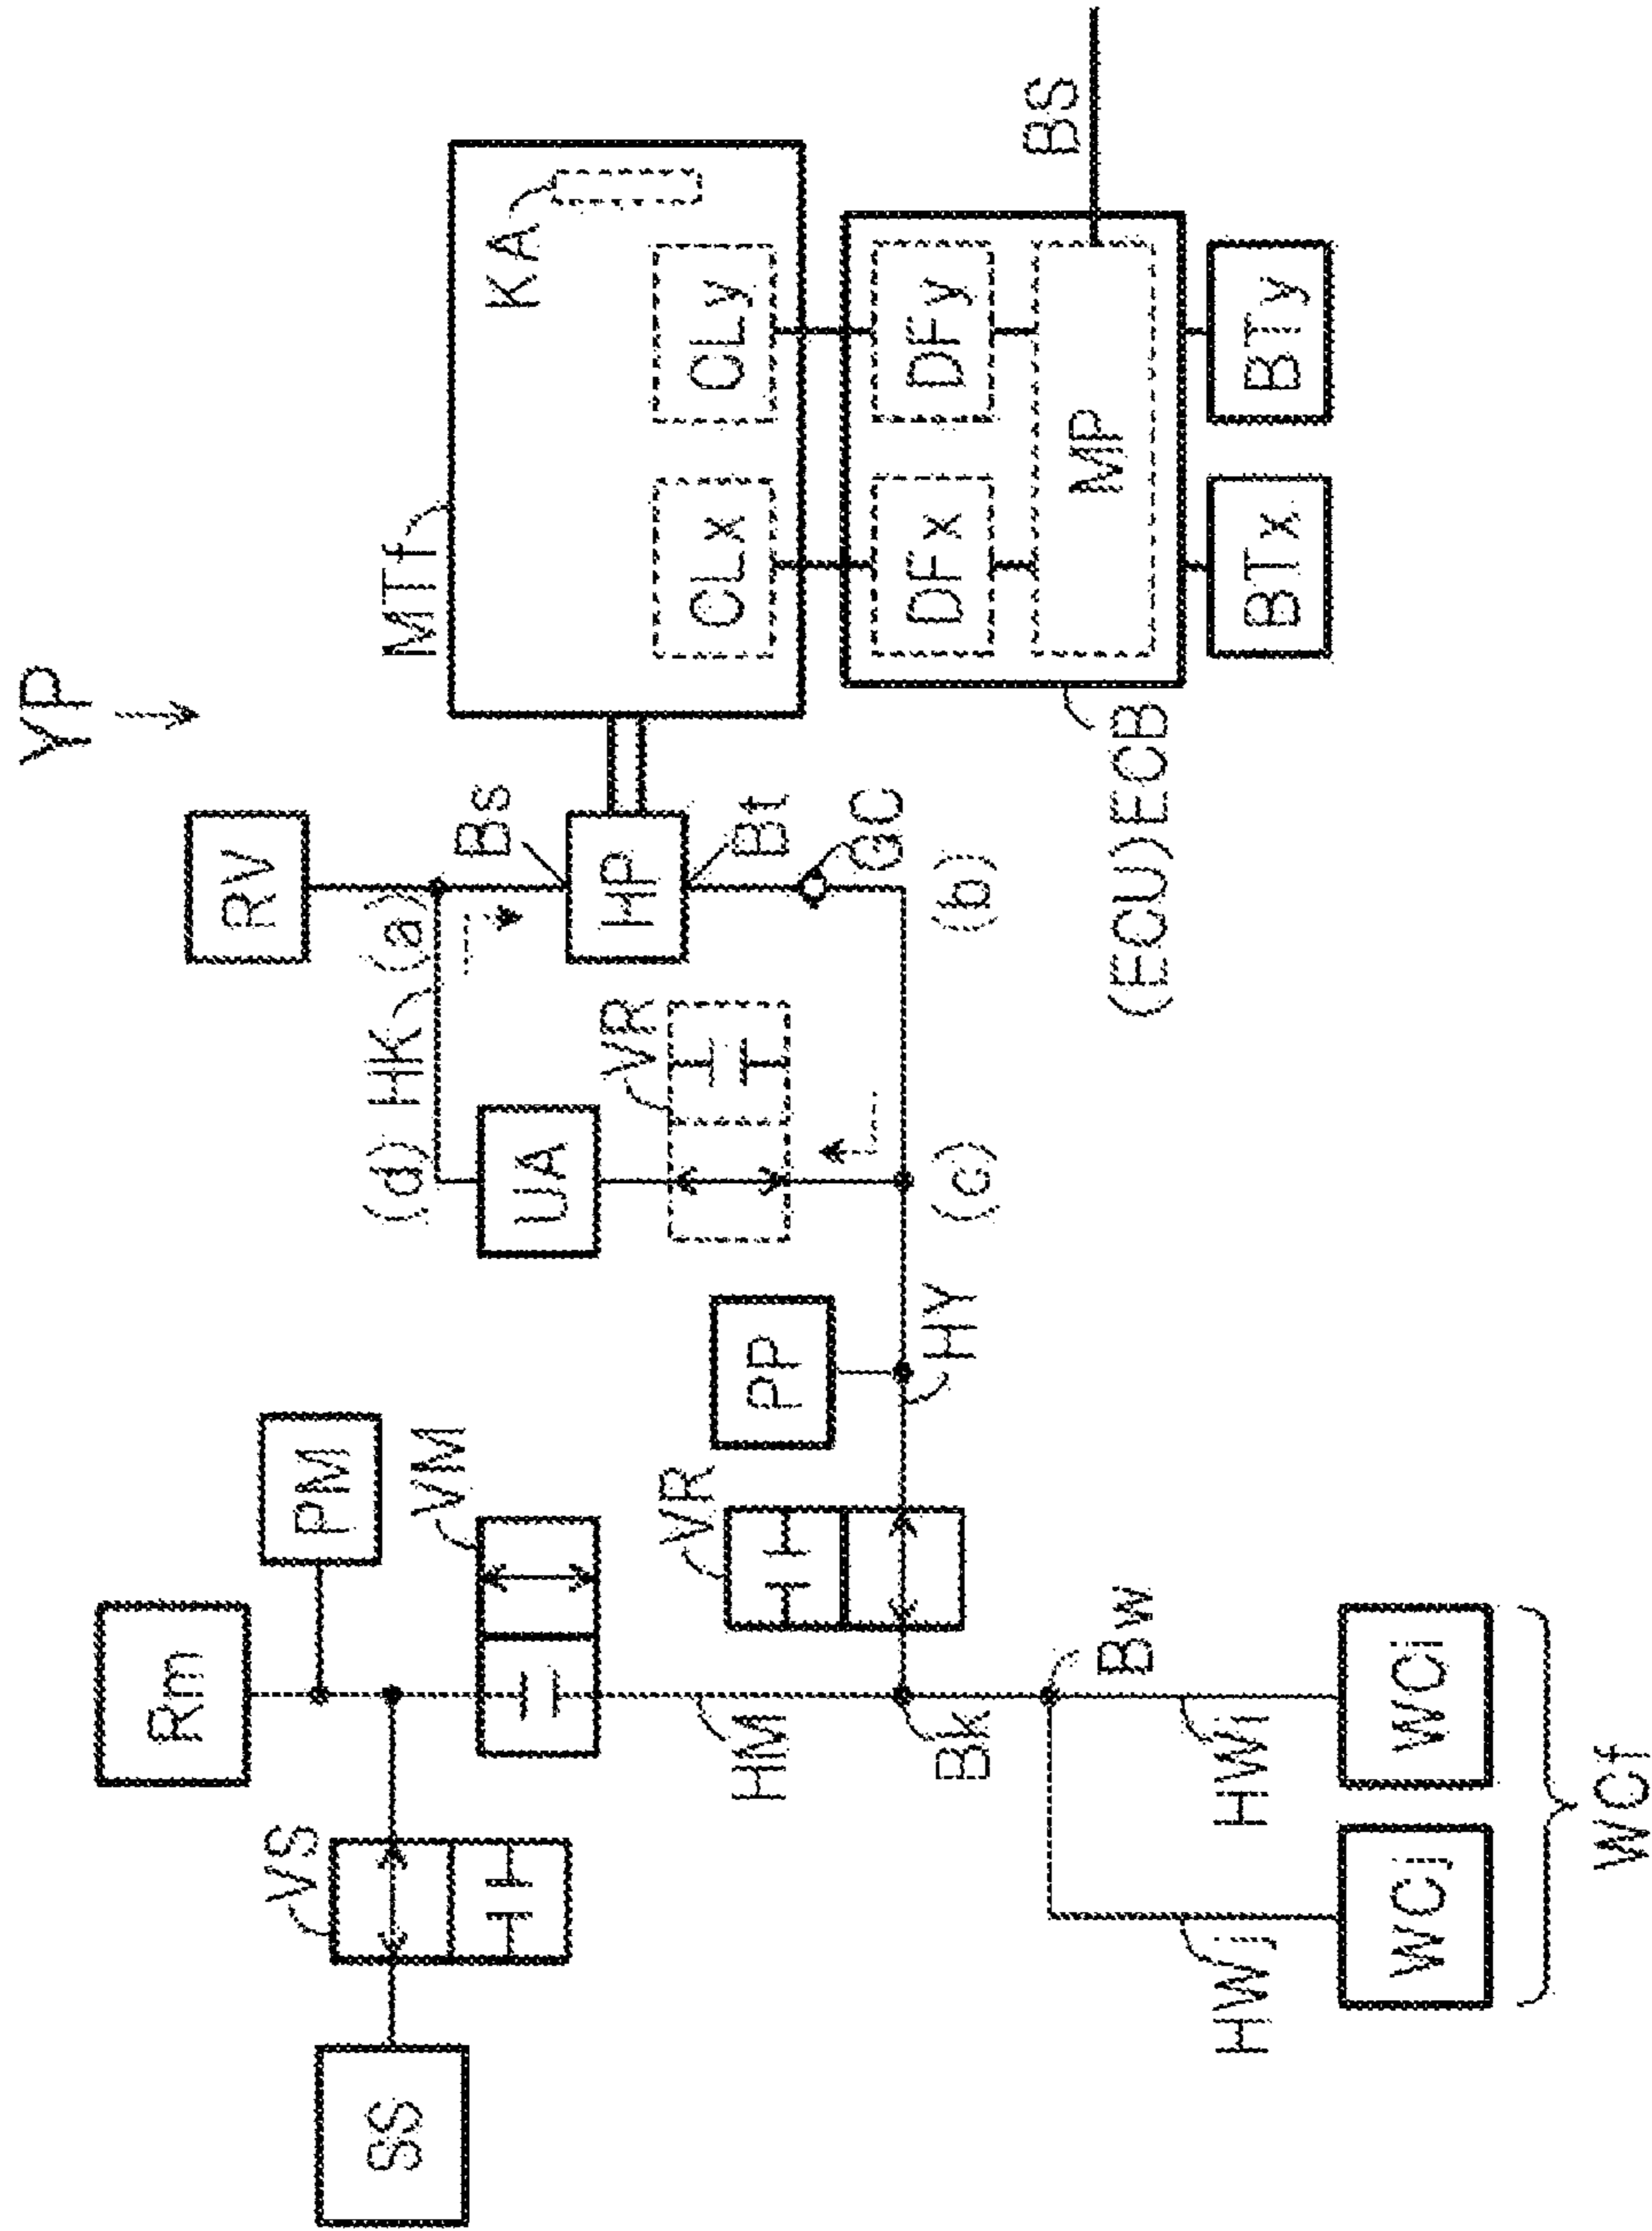 YP
RV
MTf
KA
CLx
CLy
Bs
HP
Bt
GC
HK
(a)
(b)
(c)
(d)
UA
VR
DFx
DFy
MP
BS
(ECU)ECB
BTx
BTy
Rm
PM
VM
VS
SS
PP
VR
HY
HM
Bk
Bw
HWj
HWi
WCj
WCi
WCf